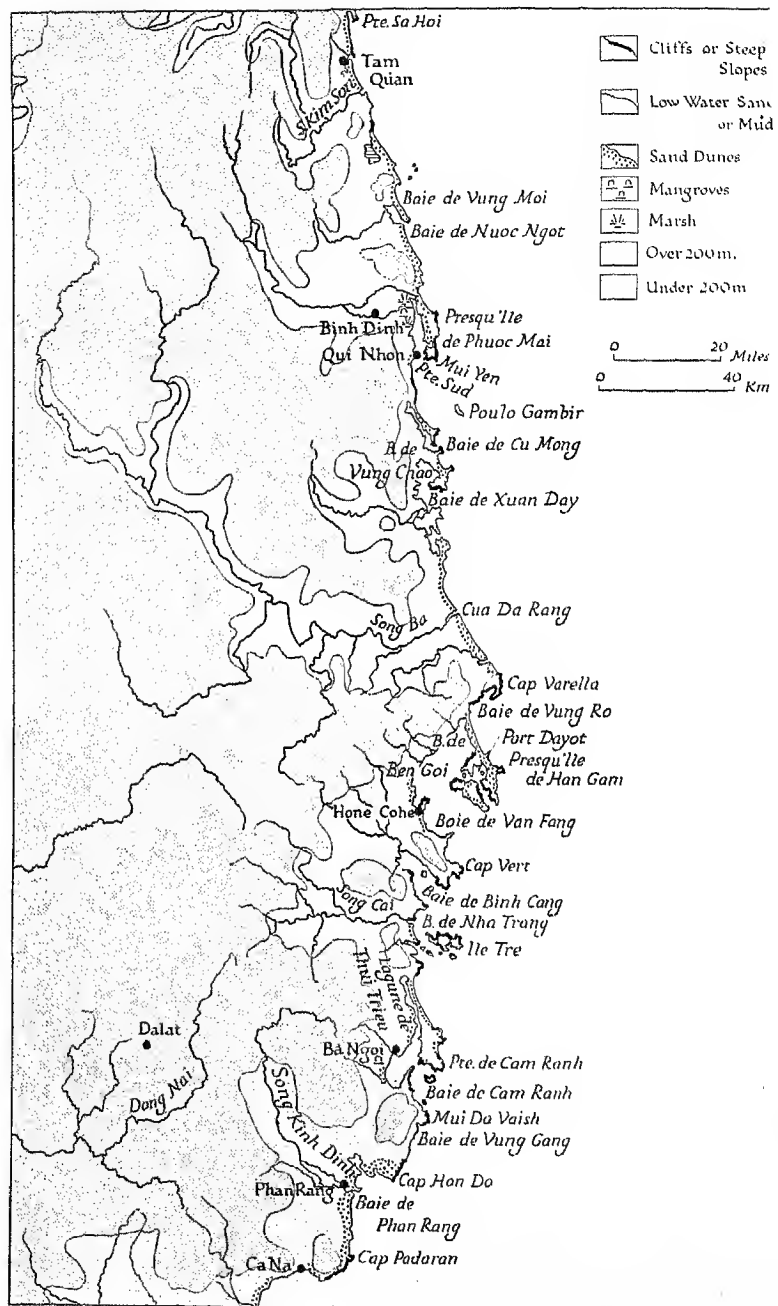 Pte. Sa Hoi
Tam
Quan
S. Kim Son
Baie de Vung Moi
Baie de Nuoc Ngot
Binh Dinh
Presqu'Ile
de Phuoc Mai
Qui Nhon
Mui Yen
Pte. Sud
Poulo Gambir
Baie de Cu Mong
B. de
Vung Chao
Baie de Xuan Day
Cua Da Rang
Song Ba
Cap Varella
Baie de Vung Ro
Port Dayot
B. de
Ben Goi
Presqu'Ile
de Han Gam
Hone Cohe
Baie de Van Fang
Cap Vert
Song Cai
Baie de Binh Cang
B. de Nha Trang
Ile Tre
Lagune de
Thui Trieu
Dalat
Ba Ngoi
Dong Nai
Pte. de Cam Ranh
Baie de Cam Ranh
Mui Da Vaish
Baie de Vung Gang
Song Kinh Dinh
Cap Han Do
Phan Rang
Baie de
Phan Rang
Ca Na
Cap Padaran
Cliffs or Steep
Slopes
Low Water Sand
or Mud
Sand Dunes
Mangroves
Marsh
Over 200m.
Under 200m
0 20
Miles
0 40
Km